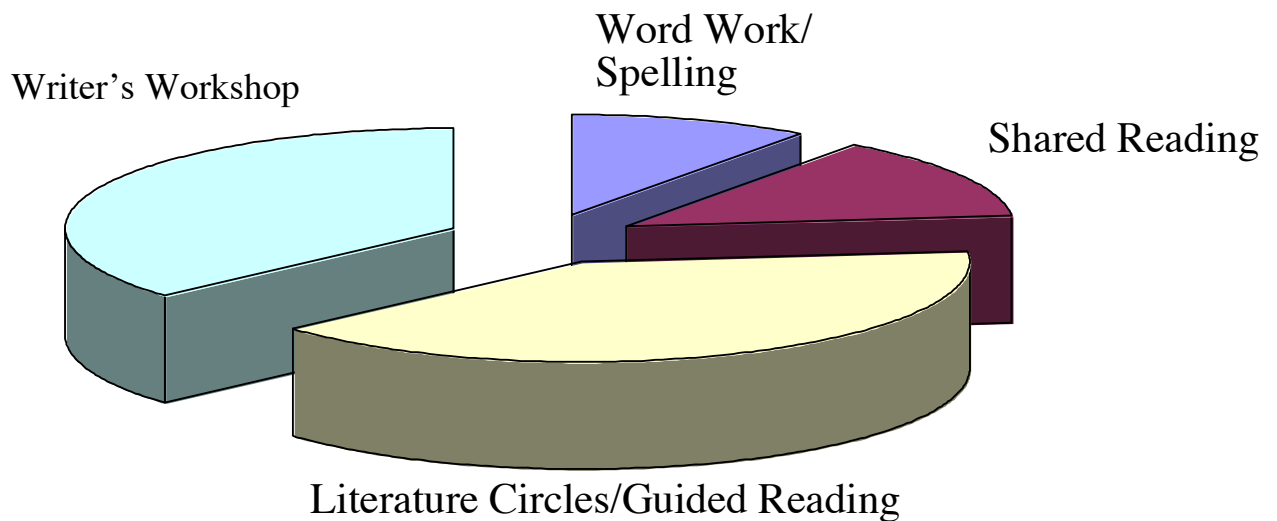 Word Work/
Spelling
Writer’s Workshop
Shared Reading
Literature Circles/Guided Reading